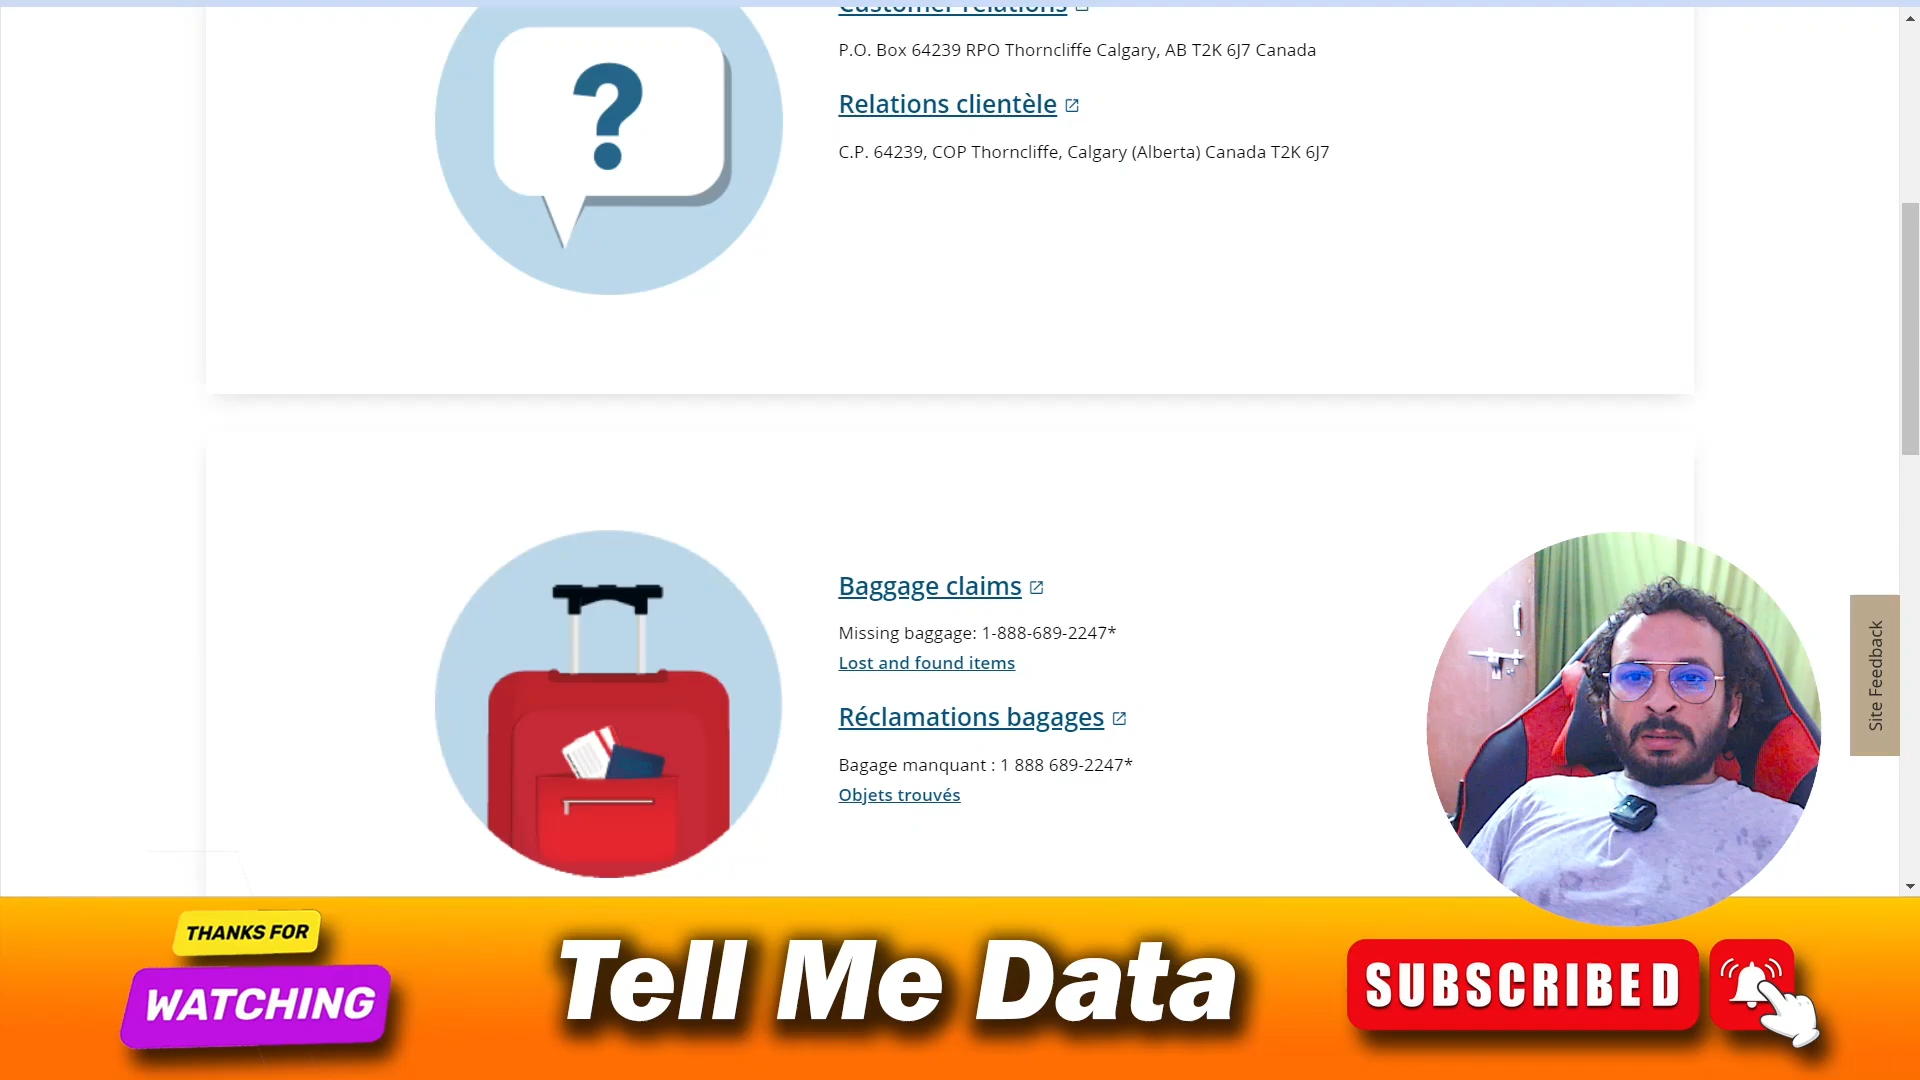 Customer relations
P.O. Box 64239 RPO Thorncliffe Calgary, AB T2K 6J7 Canada
Relations clientèle
C.P. 64239, COP Thorncliffe, Calgary (Alberta) Canada T2K 6J7
?
Baggage claims
Missing baggage: 1-888-689-2247*
Lost and found items
Réclamations bagages
Bagage manquant : 1 888 689-2247*
Objets trouvés
Site Feedback
THANKS FOR
WATCHING
Tell Me Data
SUBSCRIBED